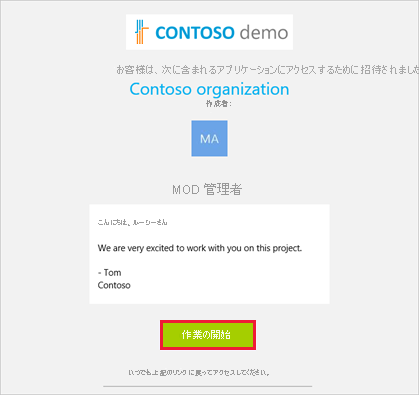 CONTOSO demo
お客様は、次に含まれるアプリケーションにアクセスするために招待されました
Contoso organization
作成者:
MA
MOD 管理者
こんにちは、ルーシーさん
We are very excited to work with you on this project.
- Tom
Contoso
作業の開始
いつでも上記のリンクに戻ってアクセスしてください。